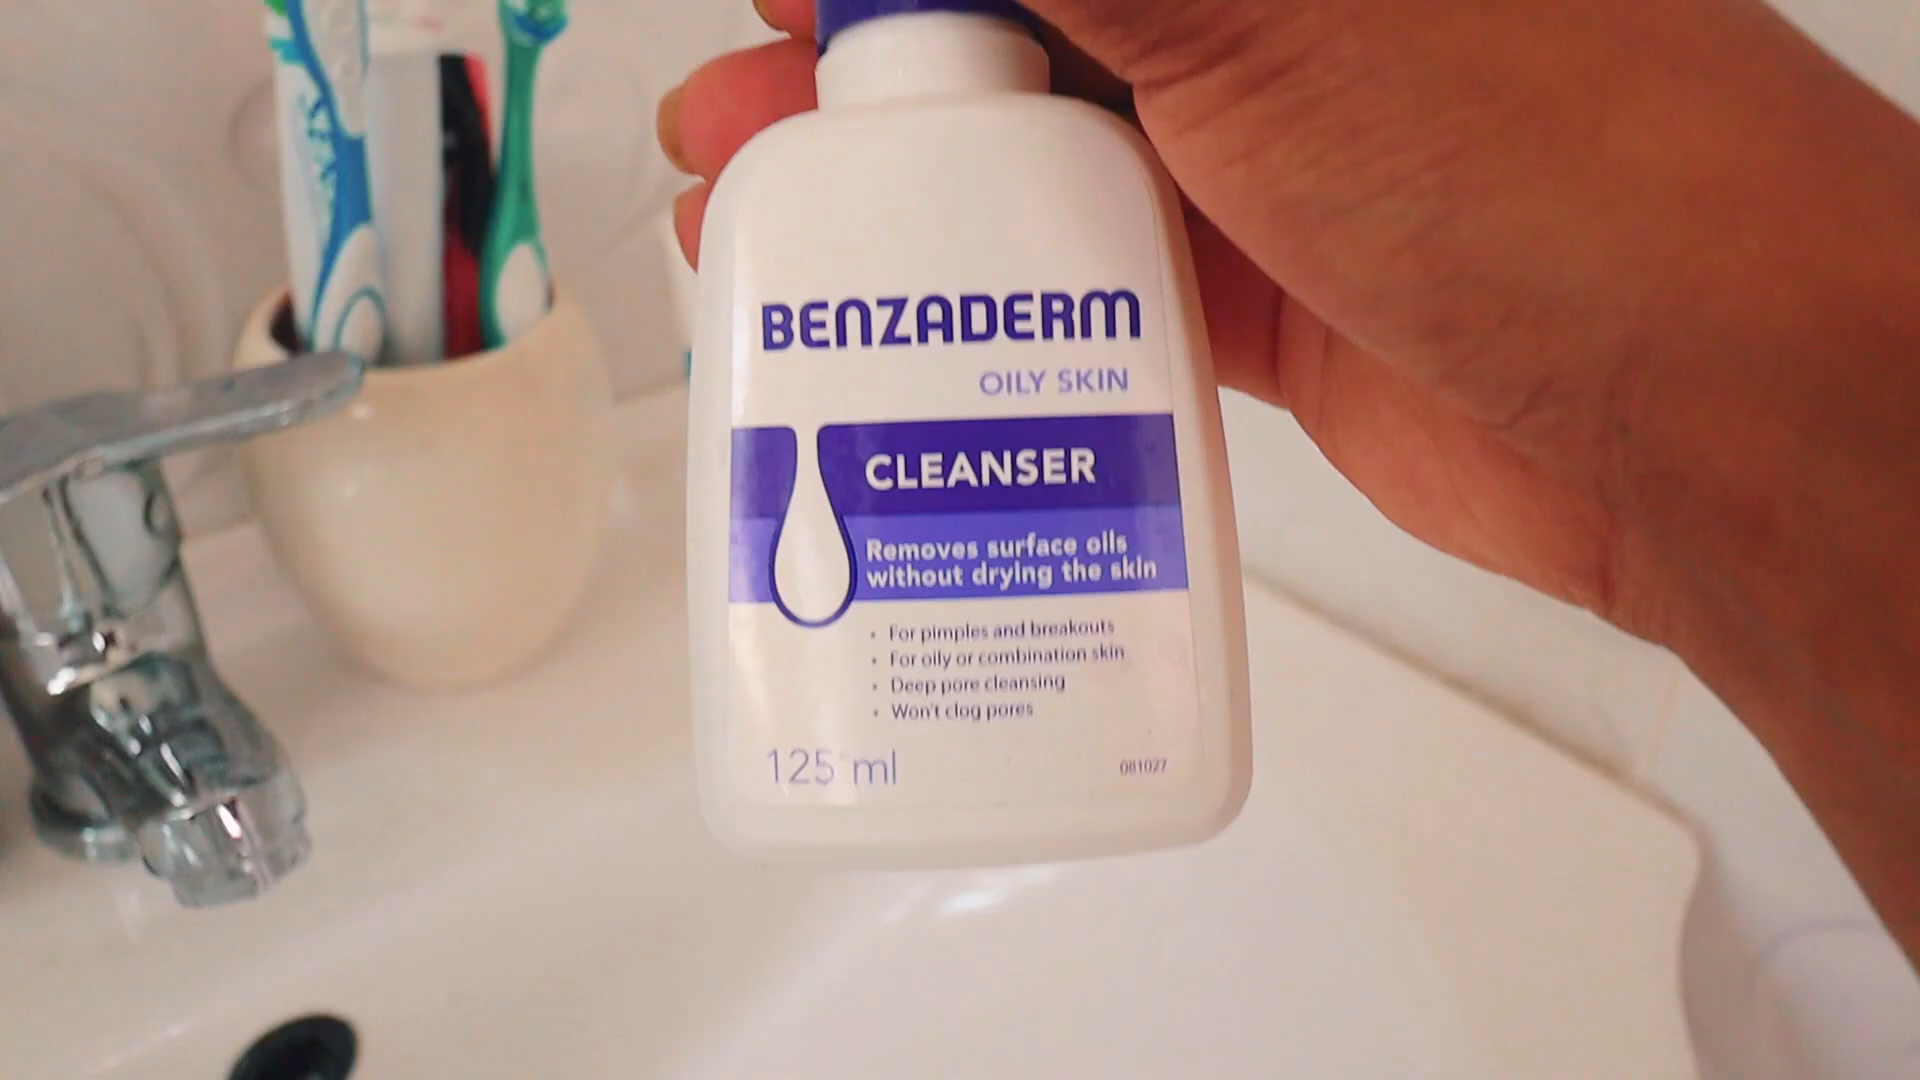 BENZADERM
OILY SKIN
CLEANSER
Removes surface oils
without drying the skin
• For pimples and breakouts
• For oily or combination skin
• Deep pore cleansing
• Won't clog pores
125 ml
081027